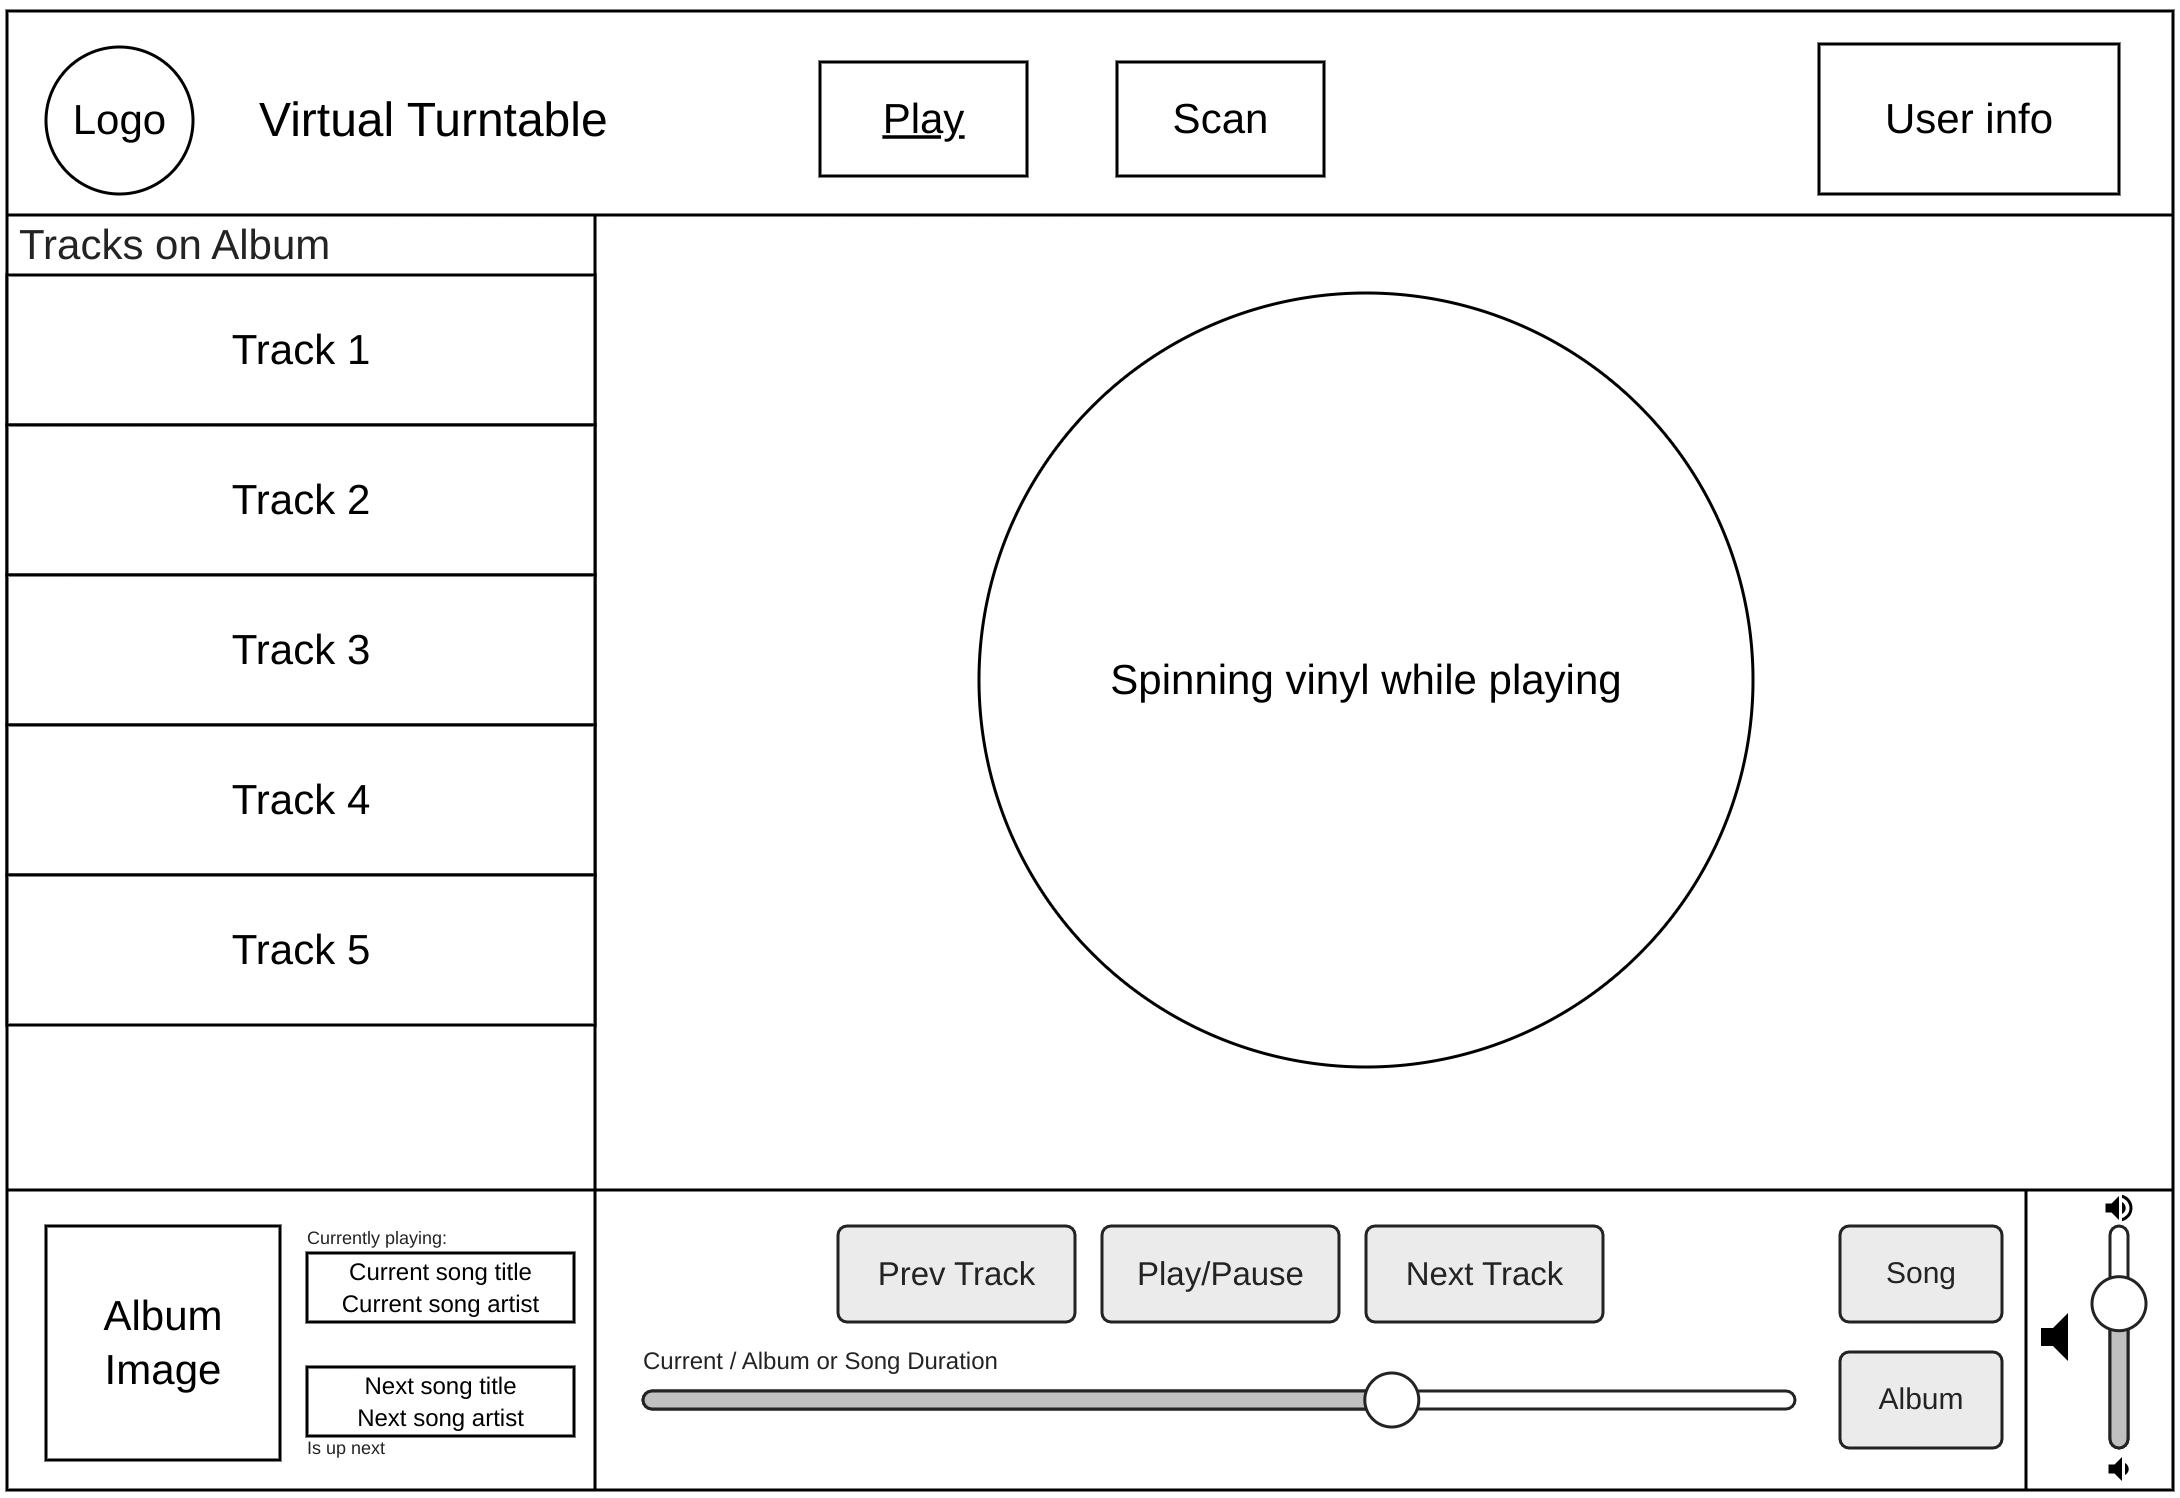 Logo
Virtual Turntable
Play
Scan
User info
Tracks on Album
Track 1
Track 2
Track 3
Track 4
Track 5
Spinning vinyl while playing
Album
Image
Currently playing:
Current song title
Current song artist
Next song title
Next song artist
Is up next
Prev Track
Play/Pause
Next Track
Current / Album or Song Duration
Song
Album